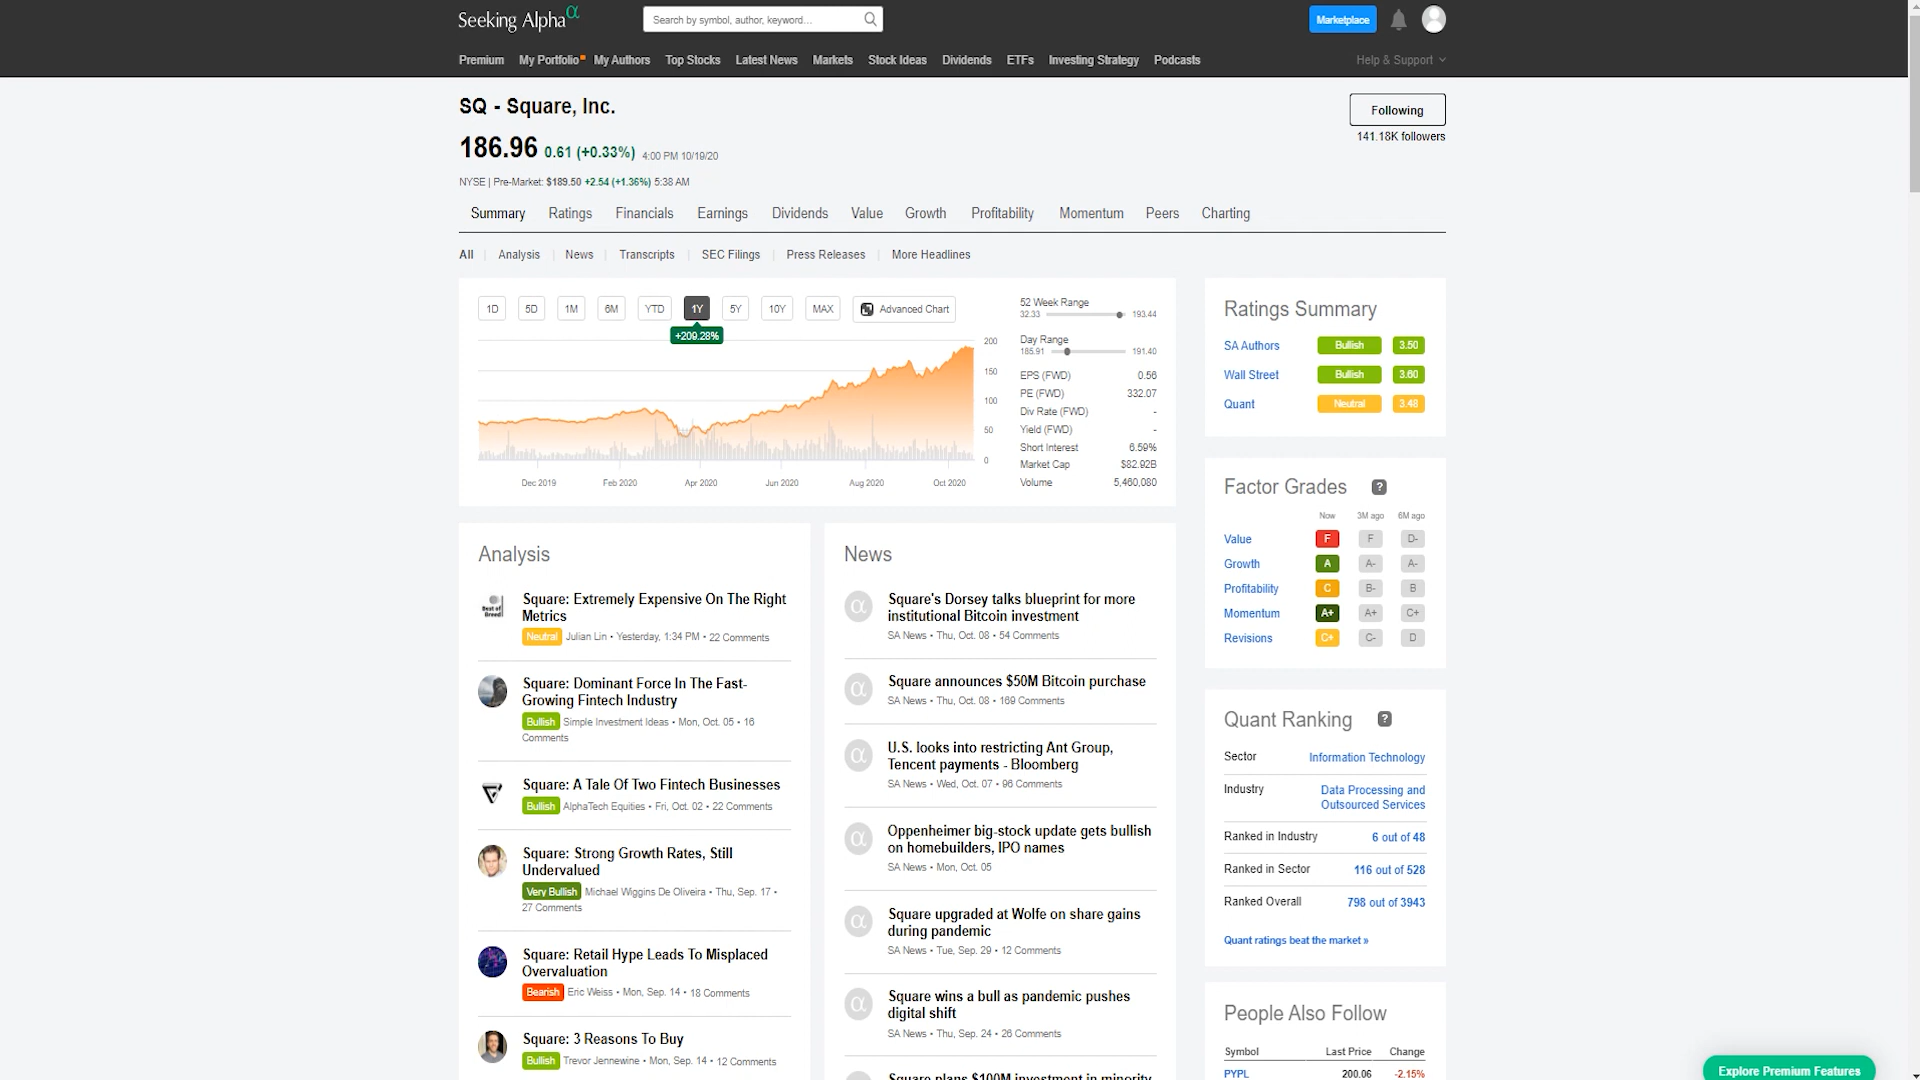 Seeking Alpha α
Search by symbol, author, keyword...
Marketplace
Premium My Portfolio My Authors Top Stocks Latest News Markets Stock Ideas Dividends ETFs Investing Strategy Podcasts Help & Support
SQ - Square, Inc.
Following
141.18K followers
186.96 0.61 (+0.33%) 4:00 PM 10/19/20
NYSE | Pre-Market: $189.50 +2.54 (+1.36%) 5:38 AM
Summary Ratings Financials Earnings Dividends Value Growth Profitability Momentum Peers Charting
All | Analysis | News | Transcripts | SEC Filings | Press Releases | More Headlines
1D 5D 1M 6M YTD 1Y 5Y 10Y MAX Advanced Chart
+209.28%
200
150
100
50
0
Dec 2019 Feb 2020 Apr 2020 Jun 2020 Aug 2020 Oct 2020
52 Week Range
32.33 193.44
Day Range
185.91 191.40
EPS (FWD) 0.56
PE (FWD) 332.07
Div Rate (FWD) -
Yield (FWD) -
Short Interest 6.59%
Market Cap $82.92B
Volume 5,460,080
Ratings Summary
SA Authors Bullish 3.50
Wall Street Bullish 3.60
Quant Neutral 3.48
Factor Grades ?
Now 3M ago 6M ago
Value F F D-
Growth A A- A-
Profitability C B- B
Momentum A+ A+ C+
Revisions C+ C- D
Quant Ranking ?
Sector Information Technology
Industry Data Processing and
Outsourced Services
Ranked in Industry 6 out of 48
Ranked in Sector 116 out of 528
Ranked Overall 798 out of 3943
Quant ratings beat the market »
People Also Follow
Symbol Last Price Change
PYPL 200.06 -2.15%
Analysis
Best of
Breed!
Square: Extremely Expensive On The Right
Metrics
Neutral Julian Lin • Yesterday, 1:34 PM • 22 Comments
Square: Dominant Force In The Fast-
Growing Fintech Industry
Bullish Simple Investment Ideas • Mon, Oct. 05 • 16
Comments
Square: A Tale Of Two Fintech Businesses
Bullish AlphaTech Equities • Fri, Oct. 02 • 22 Comments
Square: Strong Growth Rates, Still
Undervalued
Very Bullish Michael Wiggins De Oliveira • Thu, Sep. 17 •
27 Comments
Square: Retail Hype Leads To Misplaced
Overvaluation
Bearish Eric Weiss • Mon, Sep. 14 • 18 Comments
Square: 3 Reasons To Buy
Bullish Trevor Jennewine • Mon, Sep. 14 • 12 Comments
News
α
Square's Dorsey talks blueprint for more
institutional Bitcoin investment
SA News • Thu, Oct. 08 • 54 Comments
α
Square announces $50M Bitcoin purchase
SA News • Thu, Oct. 08 • 169 Comments
α
U.S. looks into restricting Ant Group,
Tencent payments - Bloomberg
SA News • Wed, Oct. 07 • 96 Comments
α
Oppenheimer big-stock update gets bullish
on homebuilders, IPO names
SA News • Mon, Oct. 05
α
Square upgraded at Wolfe on share gains
during pandemic
SA News • Tue, Sep. 29 • 12 Comments
α
Square wins a bull as pandemic pushes
digital shift
SA News • Thu, Sep. 24 • 26 Comments
Square plans $100M investment in minority
Explore Premium Features